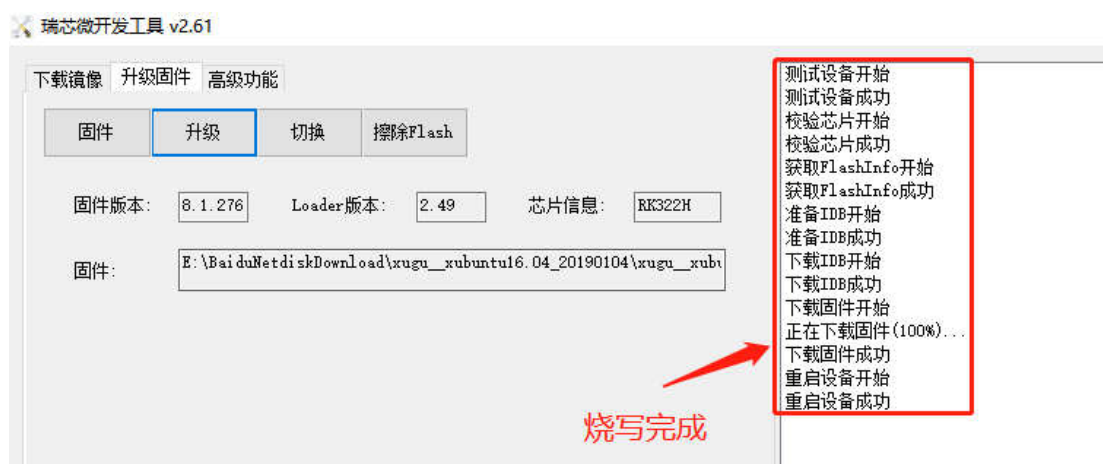 瑞芯微开发工具 v2.61
下载镜像 升级固件 高级功能
固件 升级 切换 擦除Flash
固件版本: 8.1.276 Loader版本: 2.49 芯片信息: RK322H
固件: E:\BaiduNetdiskDownload\xugu__xubuntu16.04_20190104\xugu__xubu
测试设备开始
测试设备成功
校验芯片开始
校验芯片成功
获取FlashInfo开始
获取FlashInfo成功
准备IDB开始
准备IDB成功
下载IDB开始
下载IDB成功
下载固件开始
正在下载固件(100%)...
下载固件成功
重启设备开始
重启设备成功
烧写完成